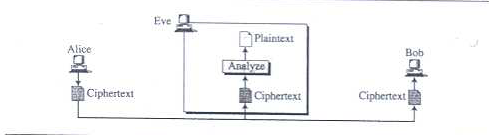 Eve
Plaintext
Alice
Bob
Analyze
Ciphertext
Ciphertext
Ciphertext